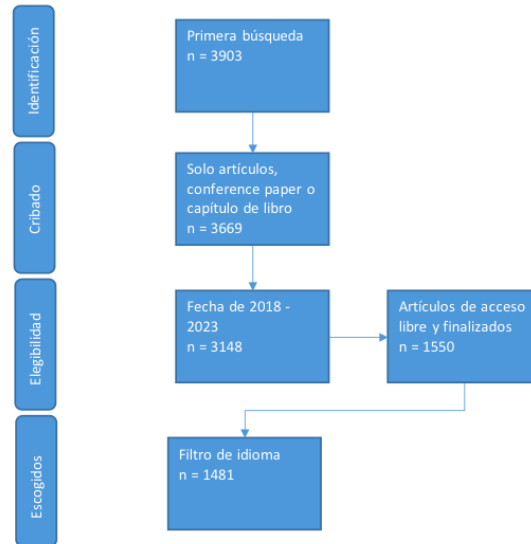 Identificación
Primera búsqueda
n = 3903
Cribado
Solo artículos,
conference paper o
capítulo de libro
n = 3669
Elegibilidad
Fecha de 2018 -
2023
n = 3148
Artículos de acceso
libre y finalizados
n = 1550
Escogidos
Filtro de idioma
n = 1481